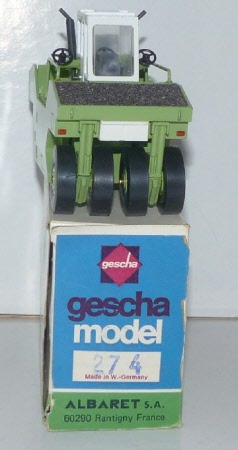 gescha
gescha
model
274
Made in W.-Germany
ALBARET S.A.
60290 Rantigny France